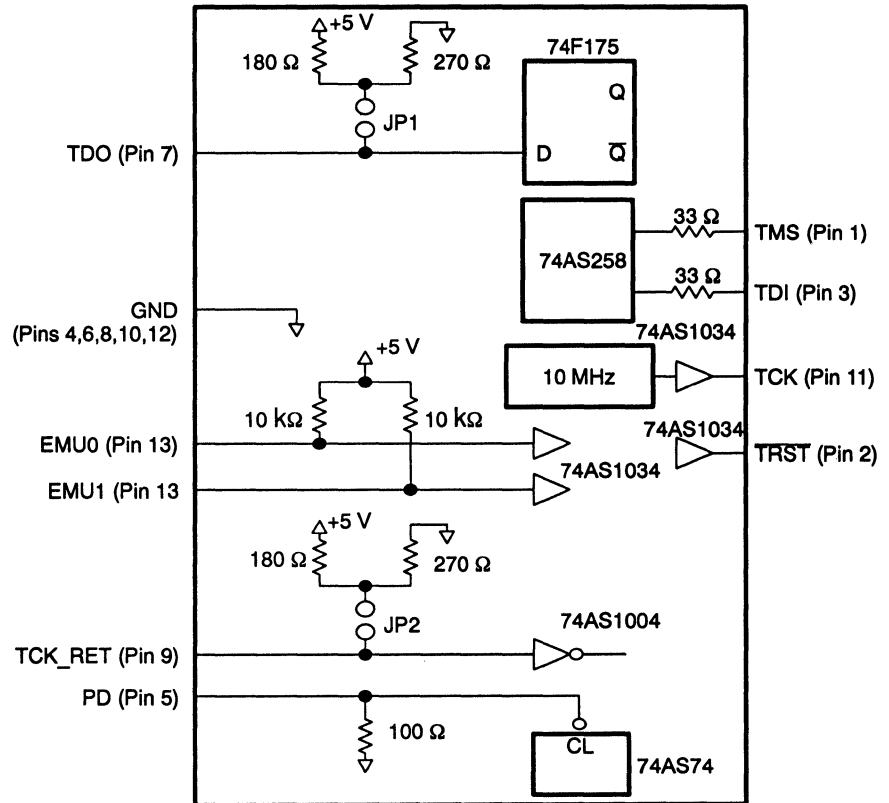 +5 V
180 Ω
270 Ω
JP1
TDO (Pin 7)
74F175
Q
D
Q̅
74AS258
33 Ω
TMS (Pin 1)
33 Ω
TDI (Pin 3)
GND
(Pins 4,6,8,10,12)
74AS1034
10 MHz
TCK (Pin 11)
+5 V
10 kΩ
10 kΩ
EMU0 (Pin 13)
74AS1034
T̅R̅S̅T̅ (Pin 2)
EMU1 (Pin 13
74AS1034
+5 V
180 Ω
270 Ω
JP2
74AS1004
TCK_RET (Pin 9)
PD (Pin 5)
100 Ω
CL
74AS74